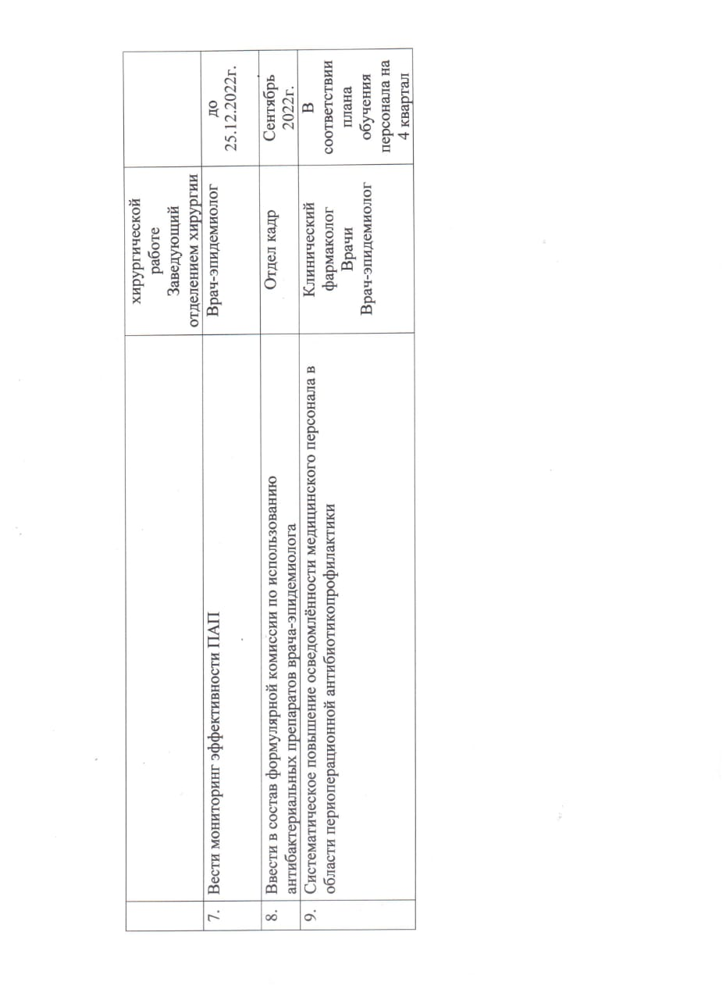 хирургической
работе
Заведующий
отделением хирургии
7. Вести мониторинг эффективности ПАП
Врач-эпидемиолог
до
25.12.2022г.
8. Ввести в состав формулярной комиссии по использованию
антибактериальных препаратов врача-эпидемиолога
Отдел кадр
Сентябрь
2022г.
9. Систематическое повышение осведомлённости медицинского персонала в
области периоперационной антибиотикопрофилактики
Клинический
фармаколог
Врачи
Врач-эпидемиолог
В
соответствии
плана
обучения
персонала на
4 квартал